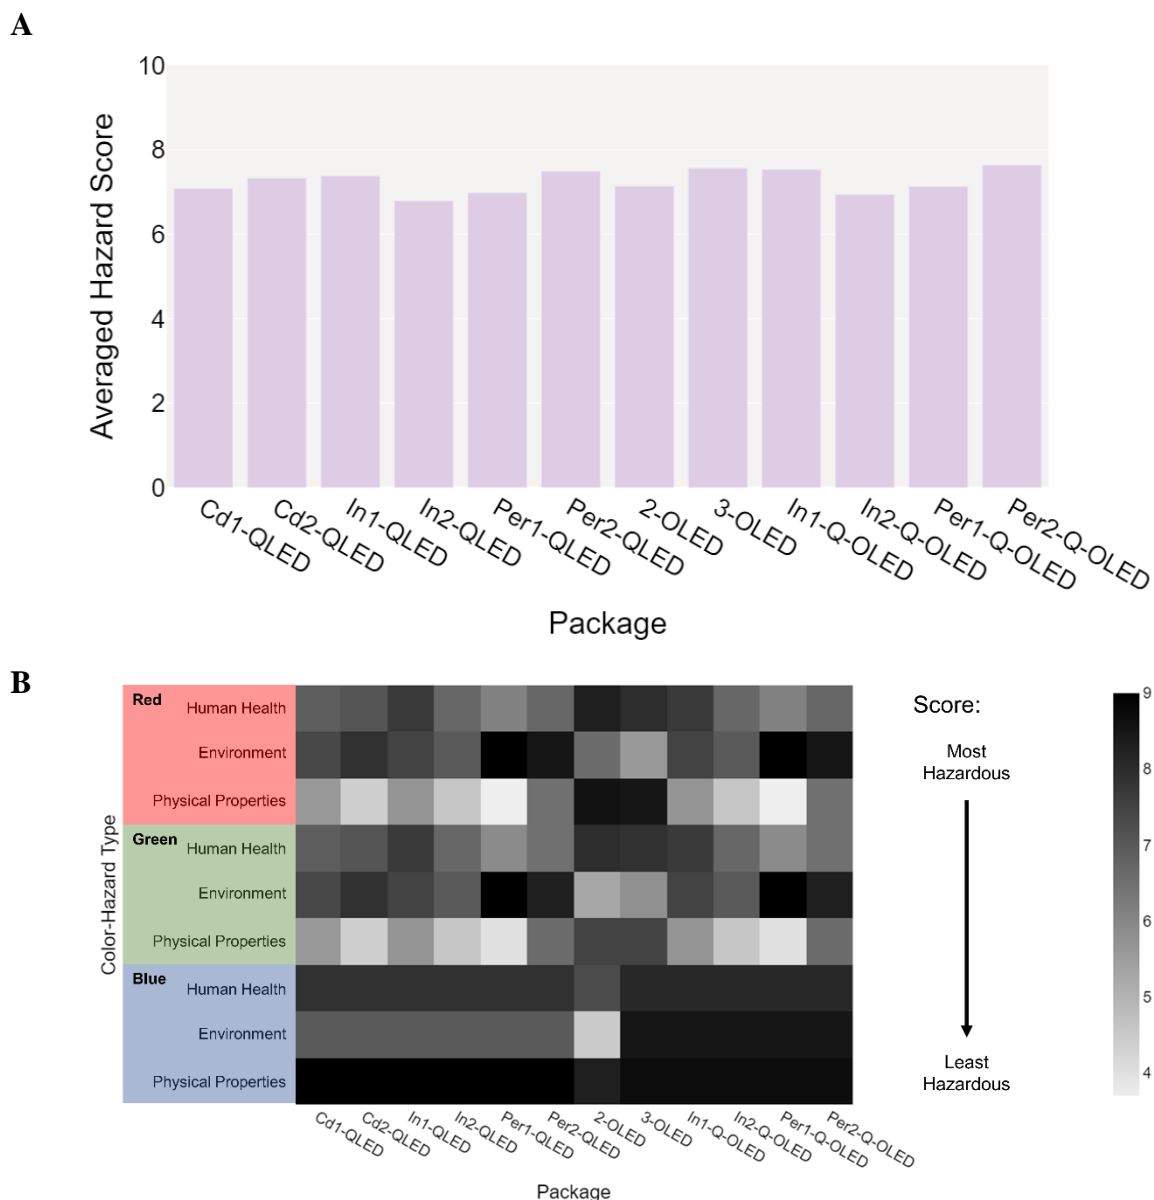 A
10
8
6
4
2
0
Averaged Hazard Score
Cd1-QLED
Cd2-QLED
In1-QLED
In2-QLED
Per1-QLED
Per2-QLED
2-OLED
3-OLED
In1-Q-OLED
In2-Q-OLED
Per1-Q-OLED
Per2-Q-OLED
Package
B
Color-Hazard Type
Red
Human Health
Environment
Physical Properties
Green
Human Health
Environment
Physical Properties
Blue
Human Health
Environment
Physical Properties
Cd1-QLED
Cd2-QLED
In1-QLED
In2-QLED
Per1-QLED
Per2-QLED
2-OLED
3-OLED
In1-Q-OLED
In2-Q-OLED
Per1-Q-OLED
Per2-Q-OLED
Package
Score:
Most
Hazardous
Least
Hazardous
9
8
7
6
5
4